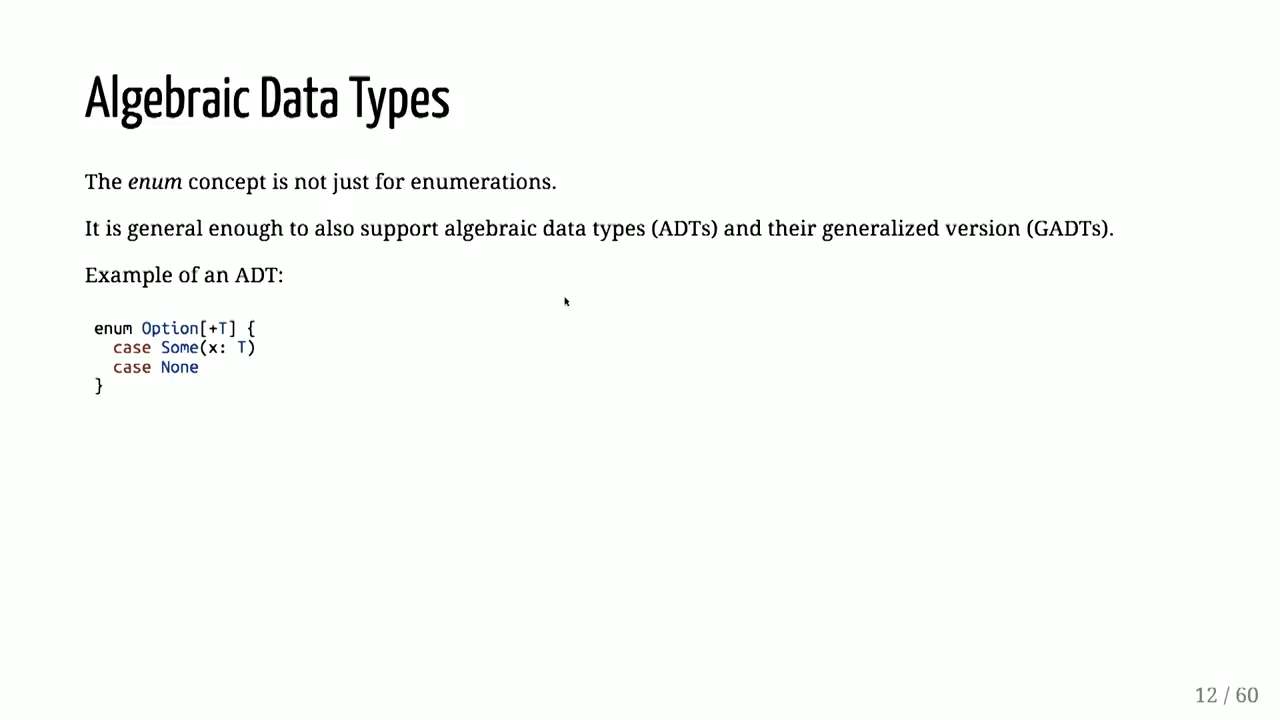 Algebraic Data Types
The enum concept is not just for enumerations.
It is general enough to also support algebraic data types (ADTs) and their generalized version (GADTs).
Example of an ADT:
enum Option[+T] {
  case Some(x: T)
  case None
}
12 / 60